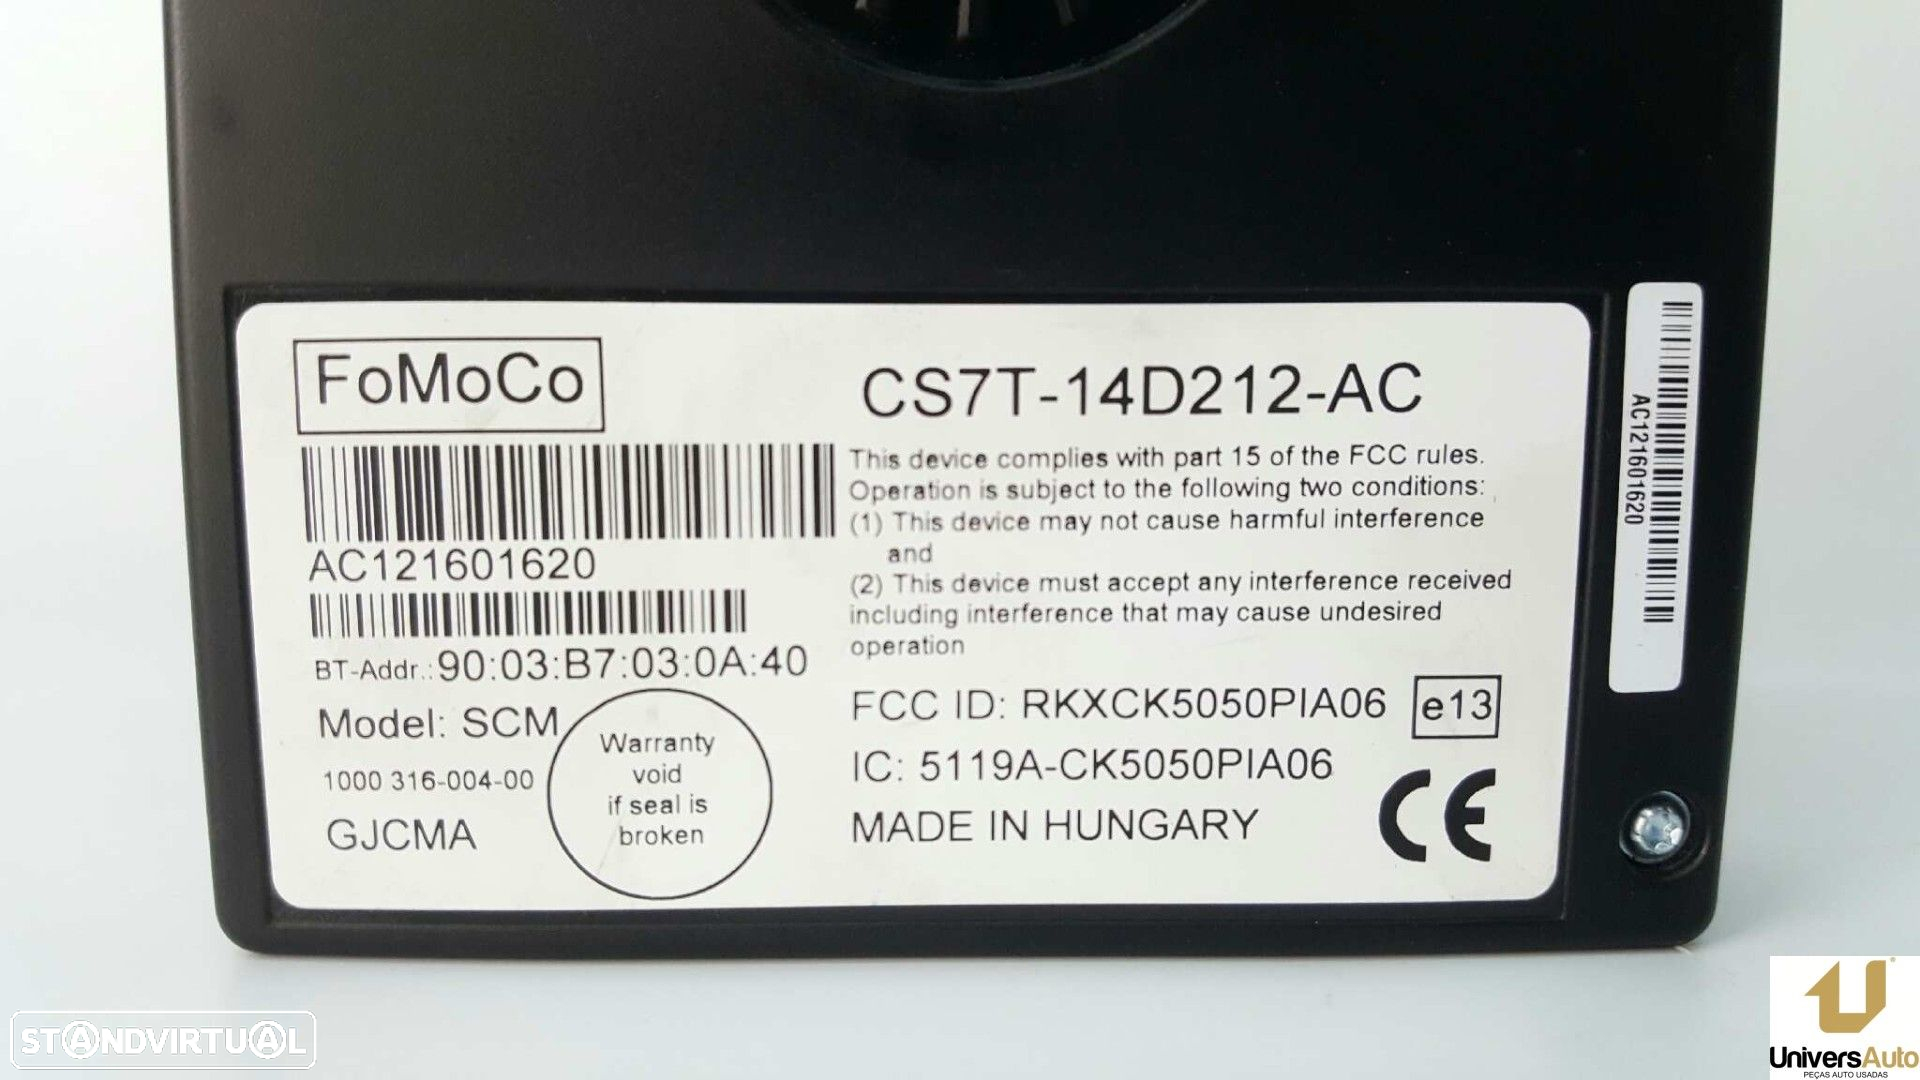 FoMoCo
CS7T-14D212-AC
AC121601620
BT-Addr.:90:03:B7:03:0A:40
Model: SCM
1000 316-004-00
GJCMA
Warranty
void
if seal is
broken
This device complies with part 15 of the FCC rules.
Operation is subject to the following two conditions:
(1) This device may not cause harmful interference
and
(2) This device must accept any interference received
including interference that may cause undesired
operation
FCC ID: RKXCK5050PIA06
e13
IC: 5119A-CK5050PIA06
MADE IN HUNGARY
CE
AC121601620
STANDVIRTUAL
UniversAuto
PEÇAS AUTO USADAS